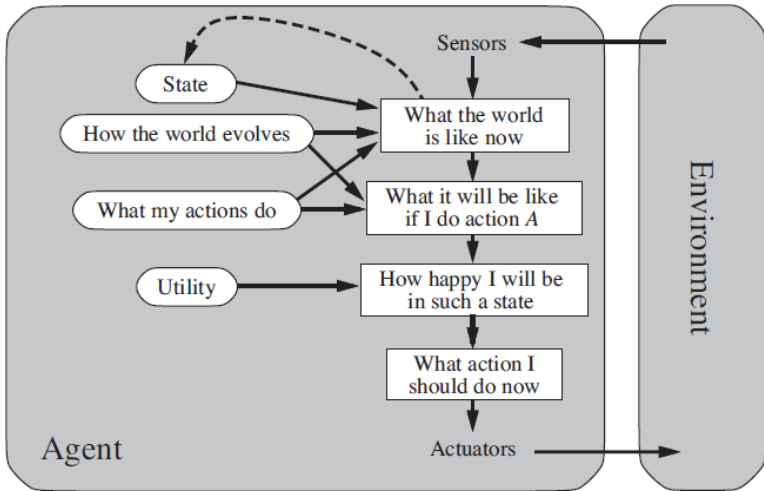 Sensors
State
What the world
is like now
How the world evolves
What my actions do
What it will be like
if I do action A
Utility
How happy I will be
in such a state
What action I
should do now
Agent
Actuators
Environment